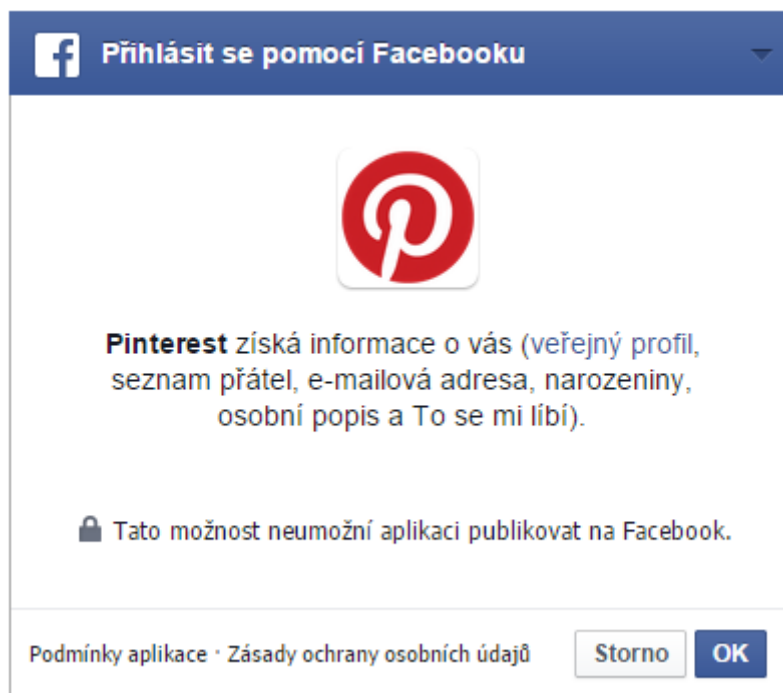 Přihlásit se pomocí Facebooku
Pinterest získá informace o vás (veřejný profil,
seznam přátel, e-mailová adresa, narozeniny,
osobní popis a To se mi líbí).
Tato možnost neumožní aplikaci publikovat na Facebook.
Podmínky aplikace · Zásady ochrany osobních údajů
Storno
OK